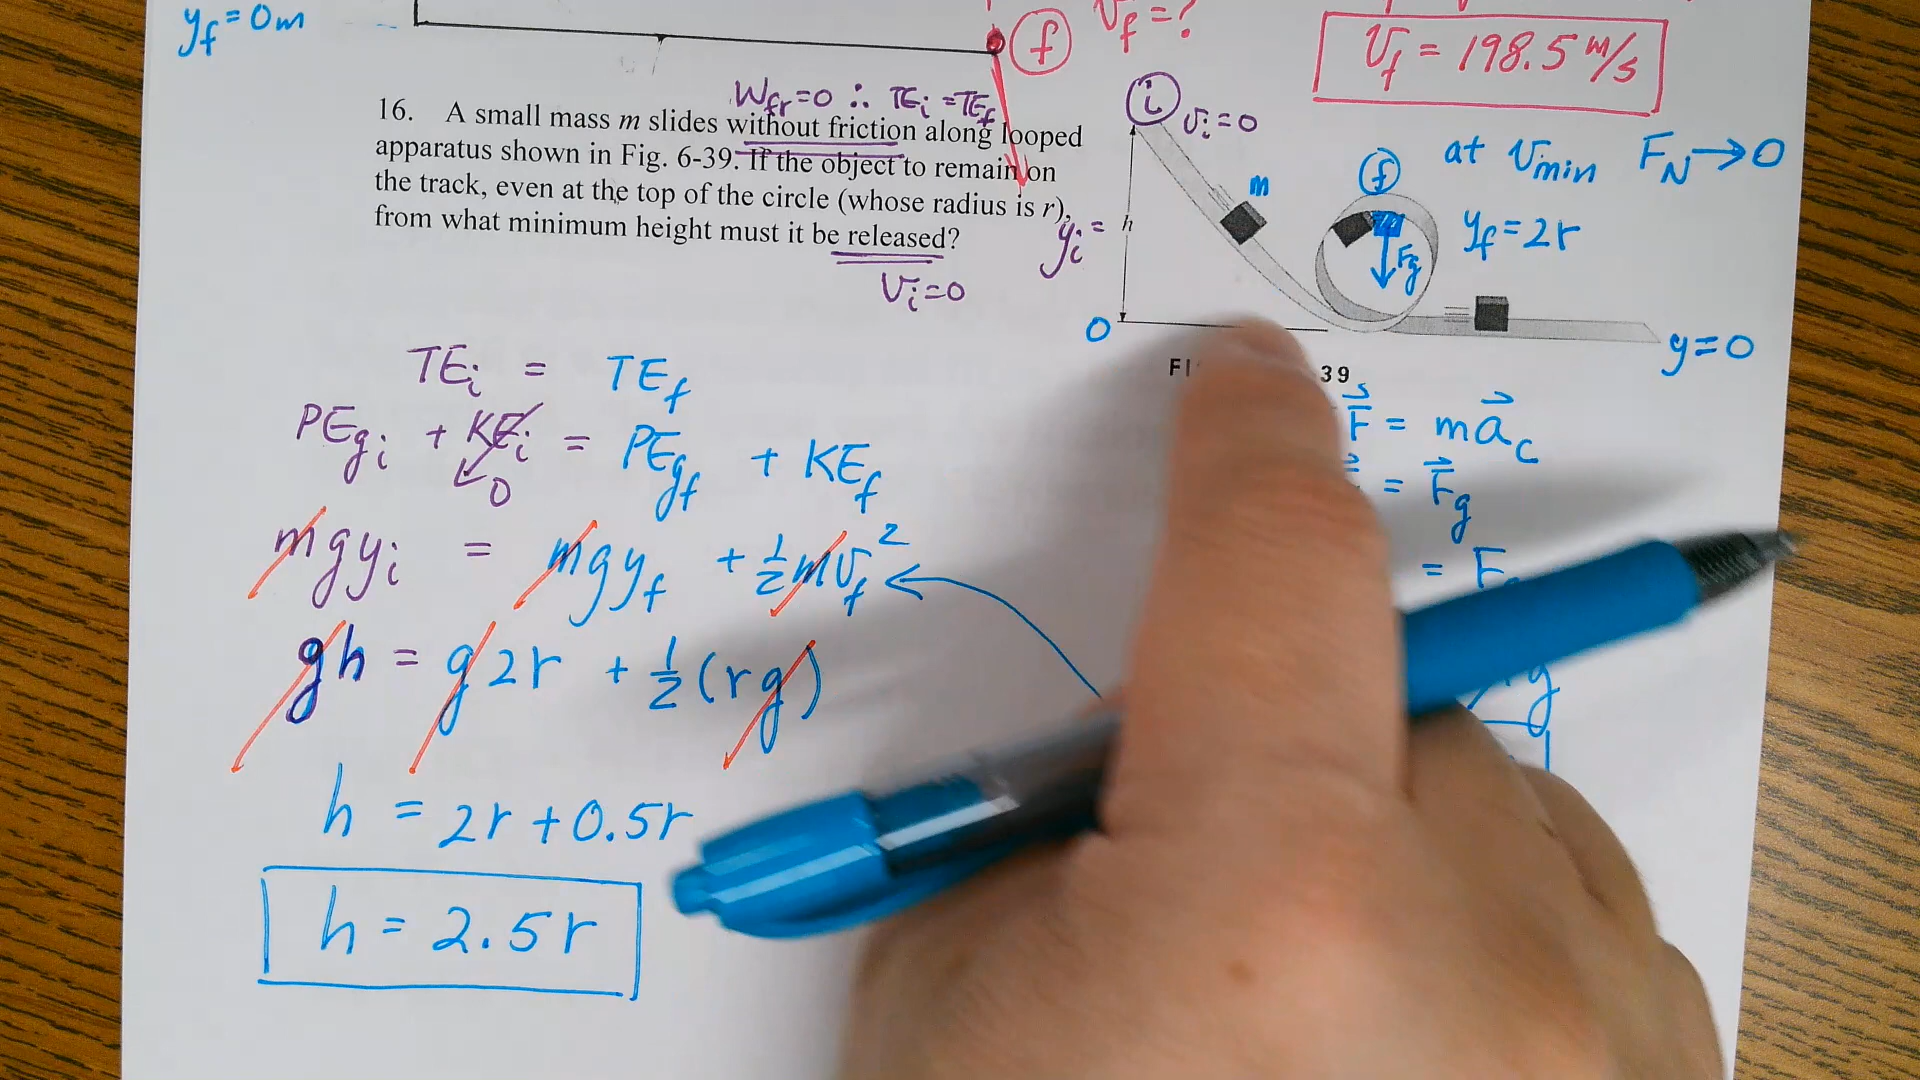 y_f = 0m
f
v_f = ?
V_f = 198.5 m/s
W_fr = 0 ∴ TE_i = TE_f
16. A small mass m slides without friction along looped
apparatus shown in Fig. 6-39. If the object to remain on
the track, even at the top of the circle (whose radius is r),
from what minimum height must it be released?
v_i = 0
i
v_i = 0
y_i = h
m
f
at v_min F_N → 0
y_f = 2r
F_g
0
y = 0
39
TE_i = TE_f
PE_gi + KE_i = PE_gf + KE_f
0
mgy_i = mgy_f + ½mv_f²
gh = g2r + ½(rg)
h = 2r + 0.5r
h = 2.5r
F = ma_c
= F_g
=
g